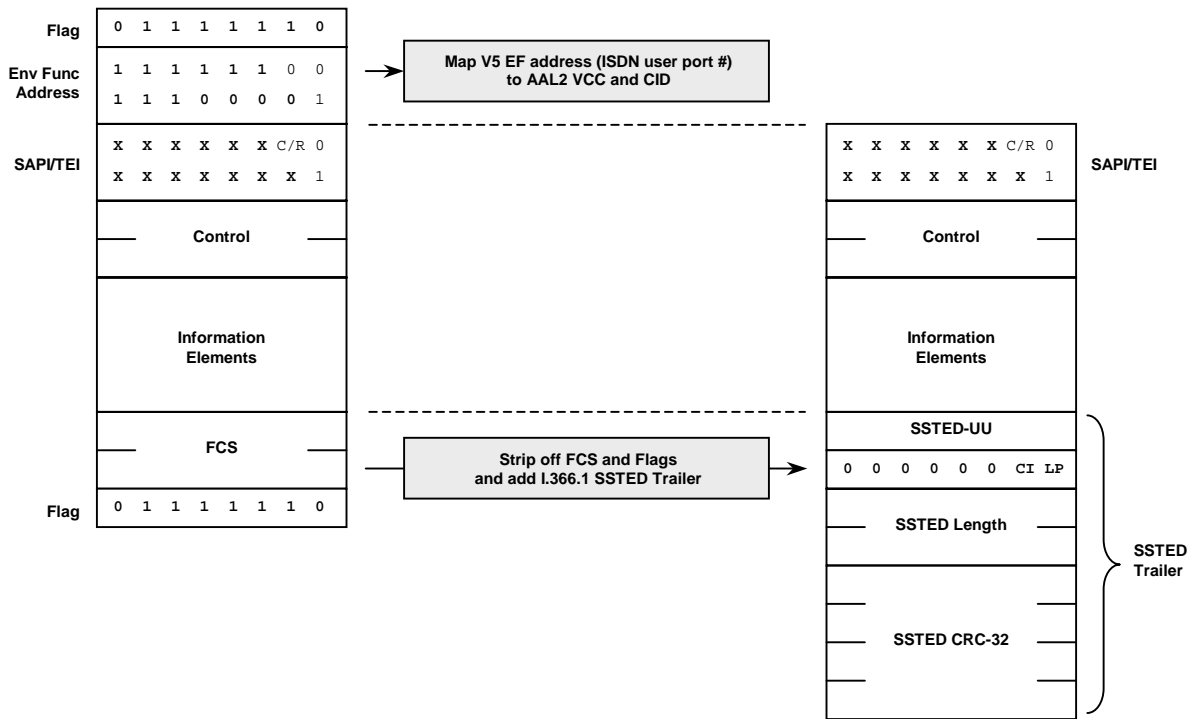 Flag
0 1 1 1 1 1 1 0
Env Func
Address
1 1 1 1 1 1 0 0
1 1 1 0 0 0 0 1
Map V5 EF address (ISDN user port #)
to AAL2 VCC and CID
SAPI/TEI
X X X X X X C/R 0
X X X X X X X 1
Control
Information
Elements
FCS
Flag
0 1 1 1 1 1 1 0
Strip off FCS and Flags
and add I.366.1 SSTED Trailer
X X X X X X C/R 0
X X X X X X X 1
SAPI/TEI
Control
Information
Elements
SSTED-UU
0 0 0 0 0 0 CI LP
SSTED Length
SSTED CRC-32
SSTED
Trailer